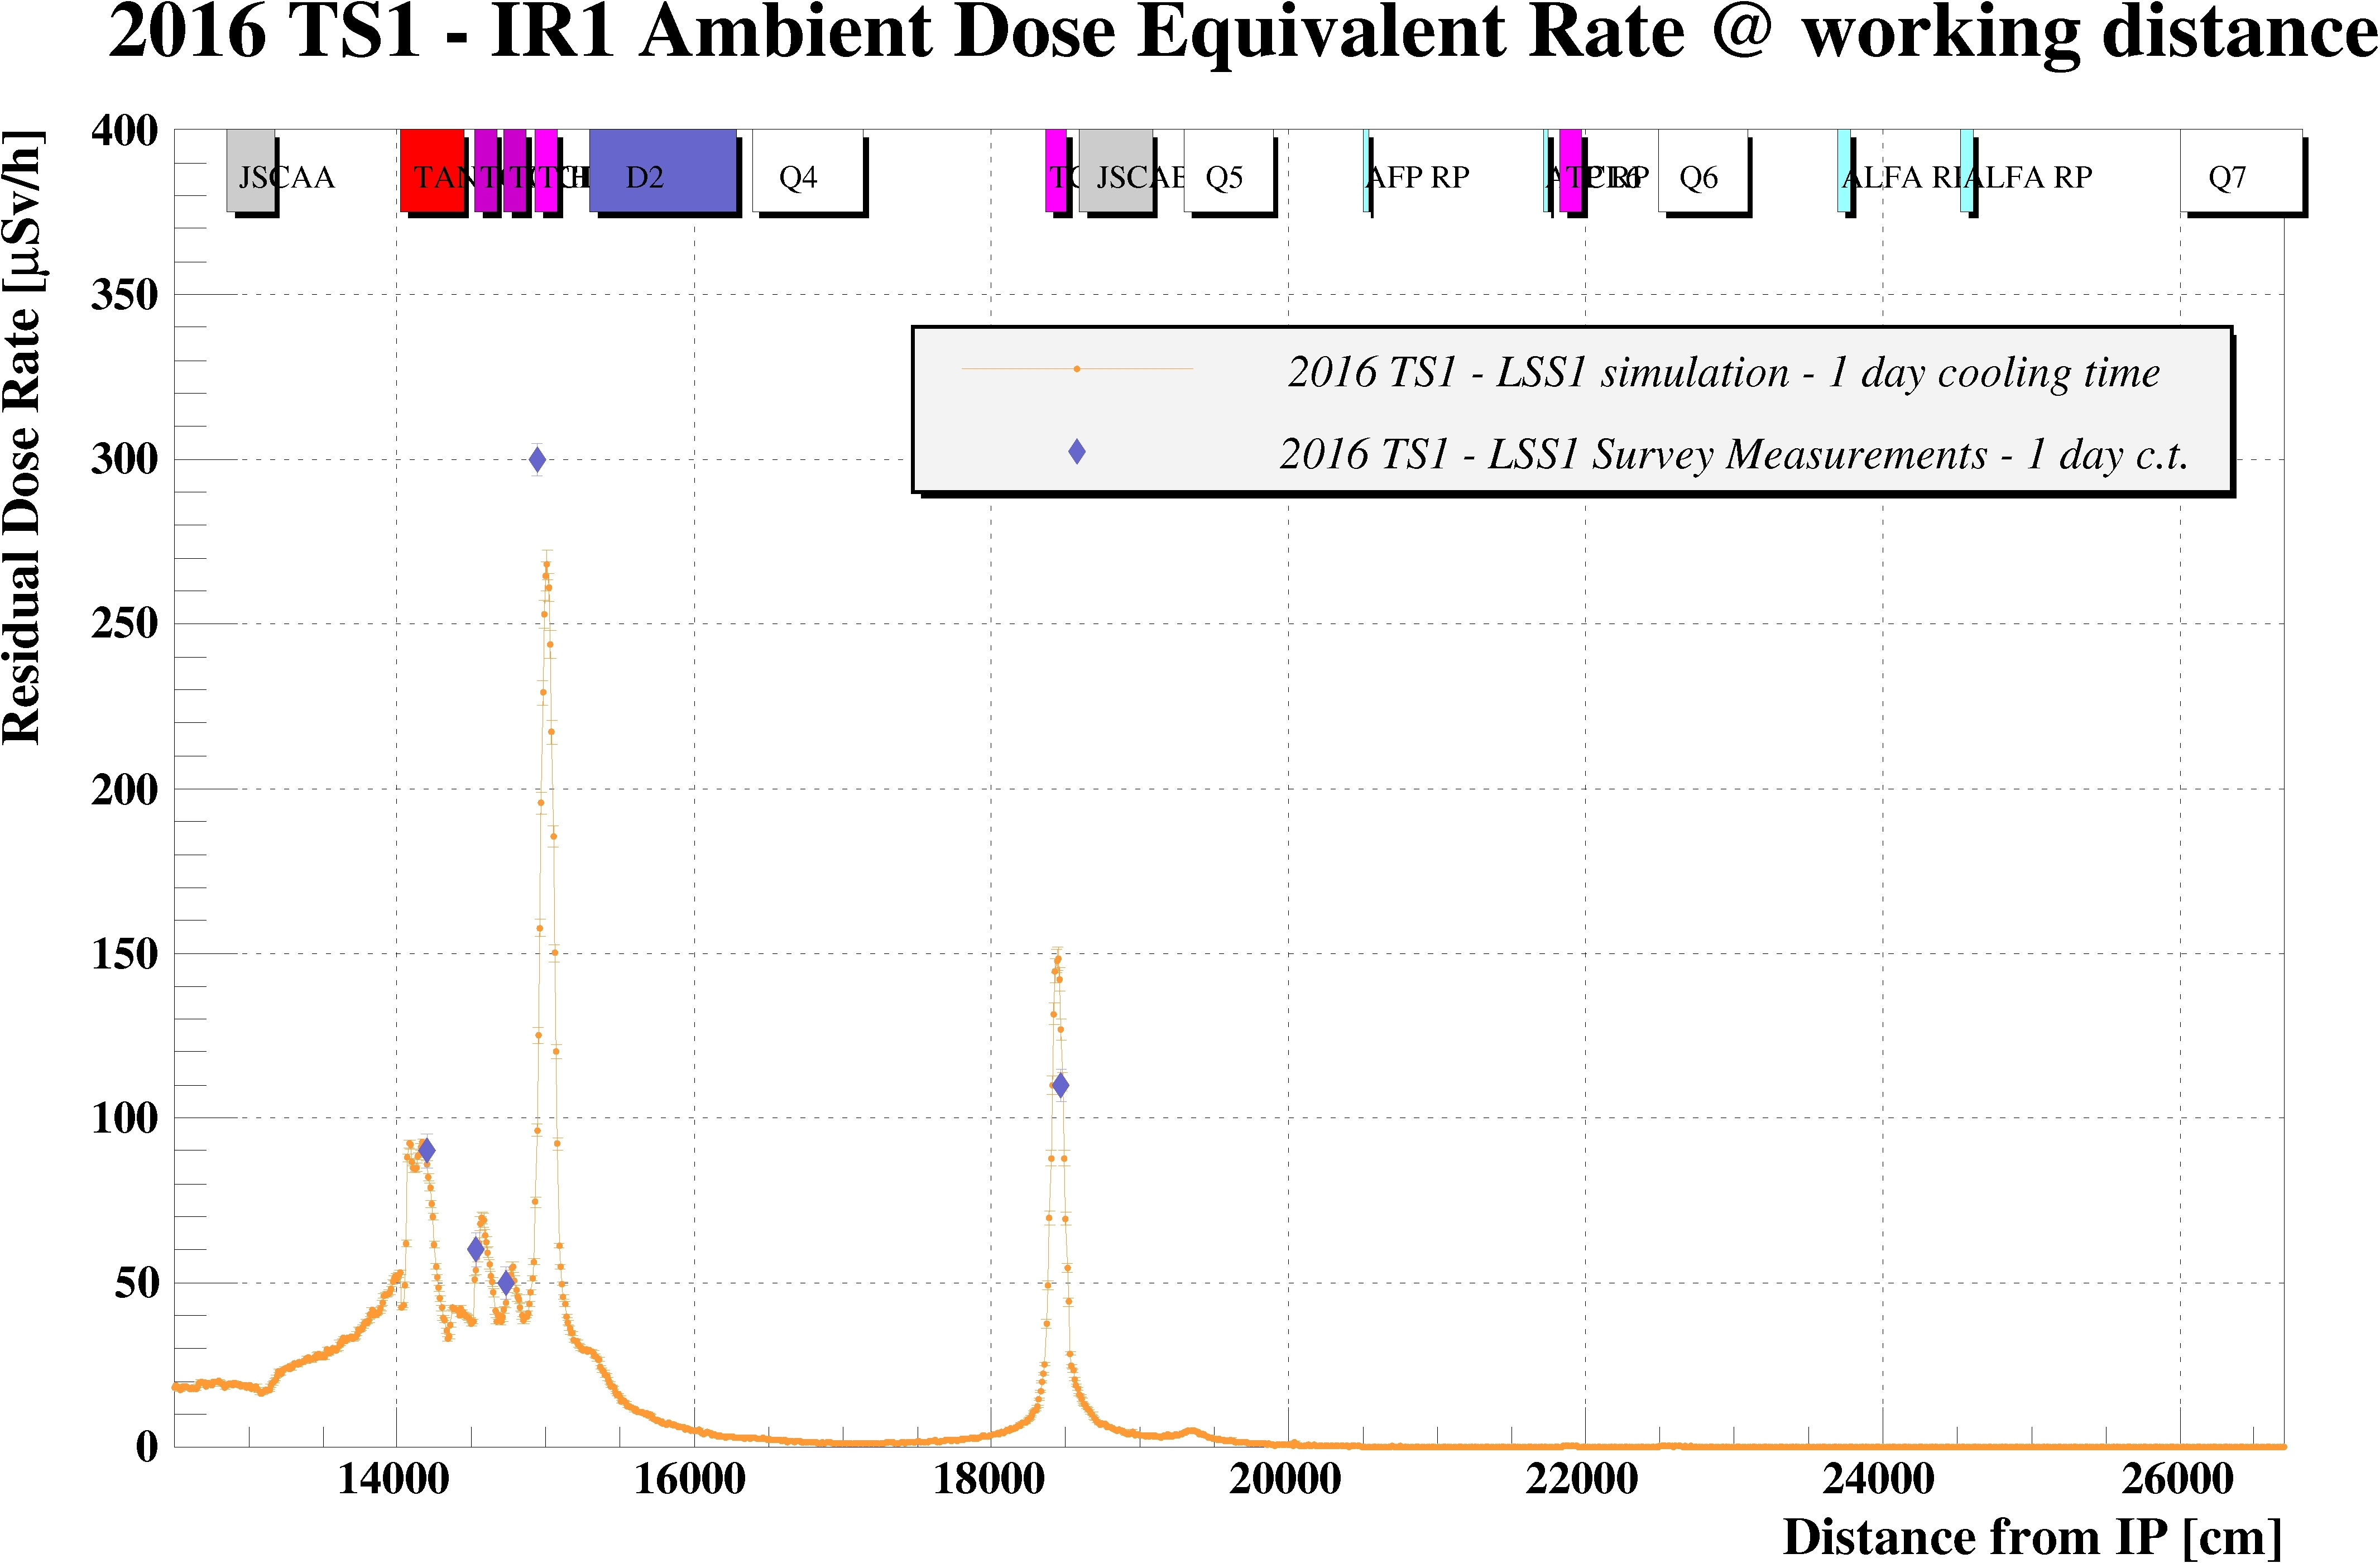 2016 TS1 - IR1 Ambient Dose Equivalent Rate @ working distance
Residual Dose Rate [µSv/h]
400
350
300
250
200
150
100
50
0
JSCAA
TAN
D2
Q4
JSCAE
Q5
AFP RP
Q6
ALFA RP
Q7
2016 TS1 - LSS1 simulation - 1 day cooling time
2016 TS1 - LSS1 Survey Measurements - 1 day c.t.
14000
16000
18000
20000
22000
24000
26000
Distance from IP [cm]